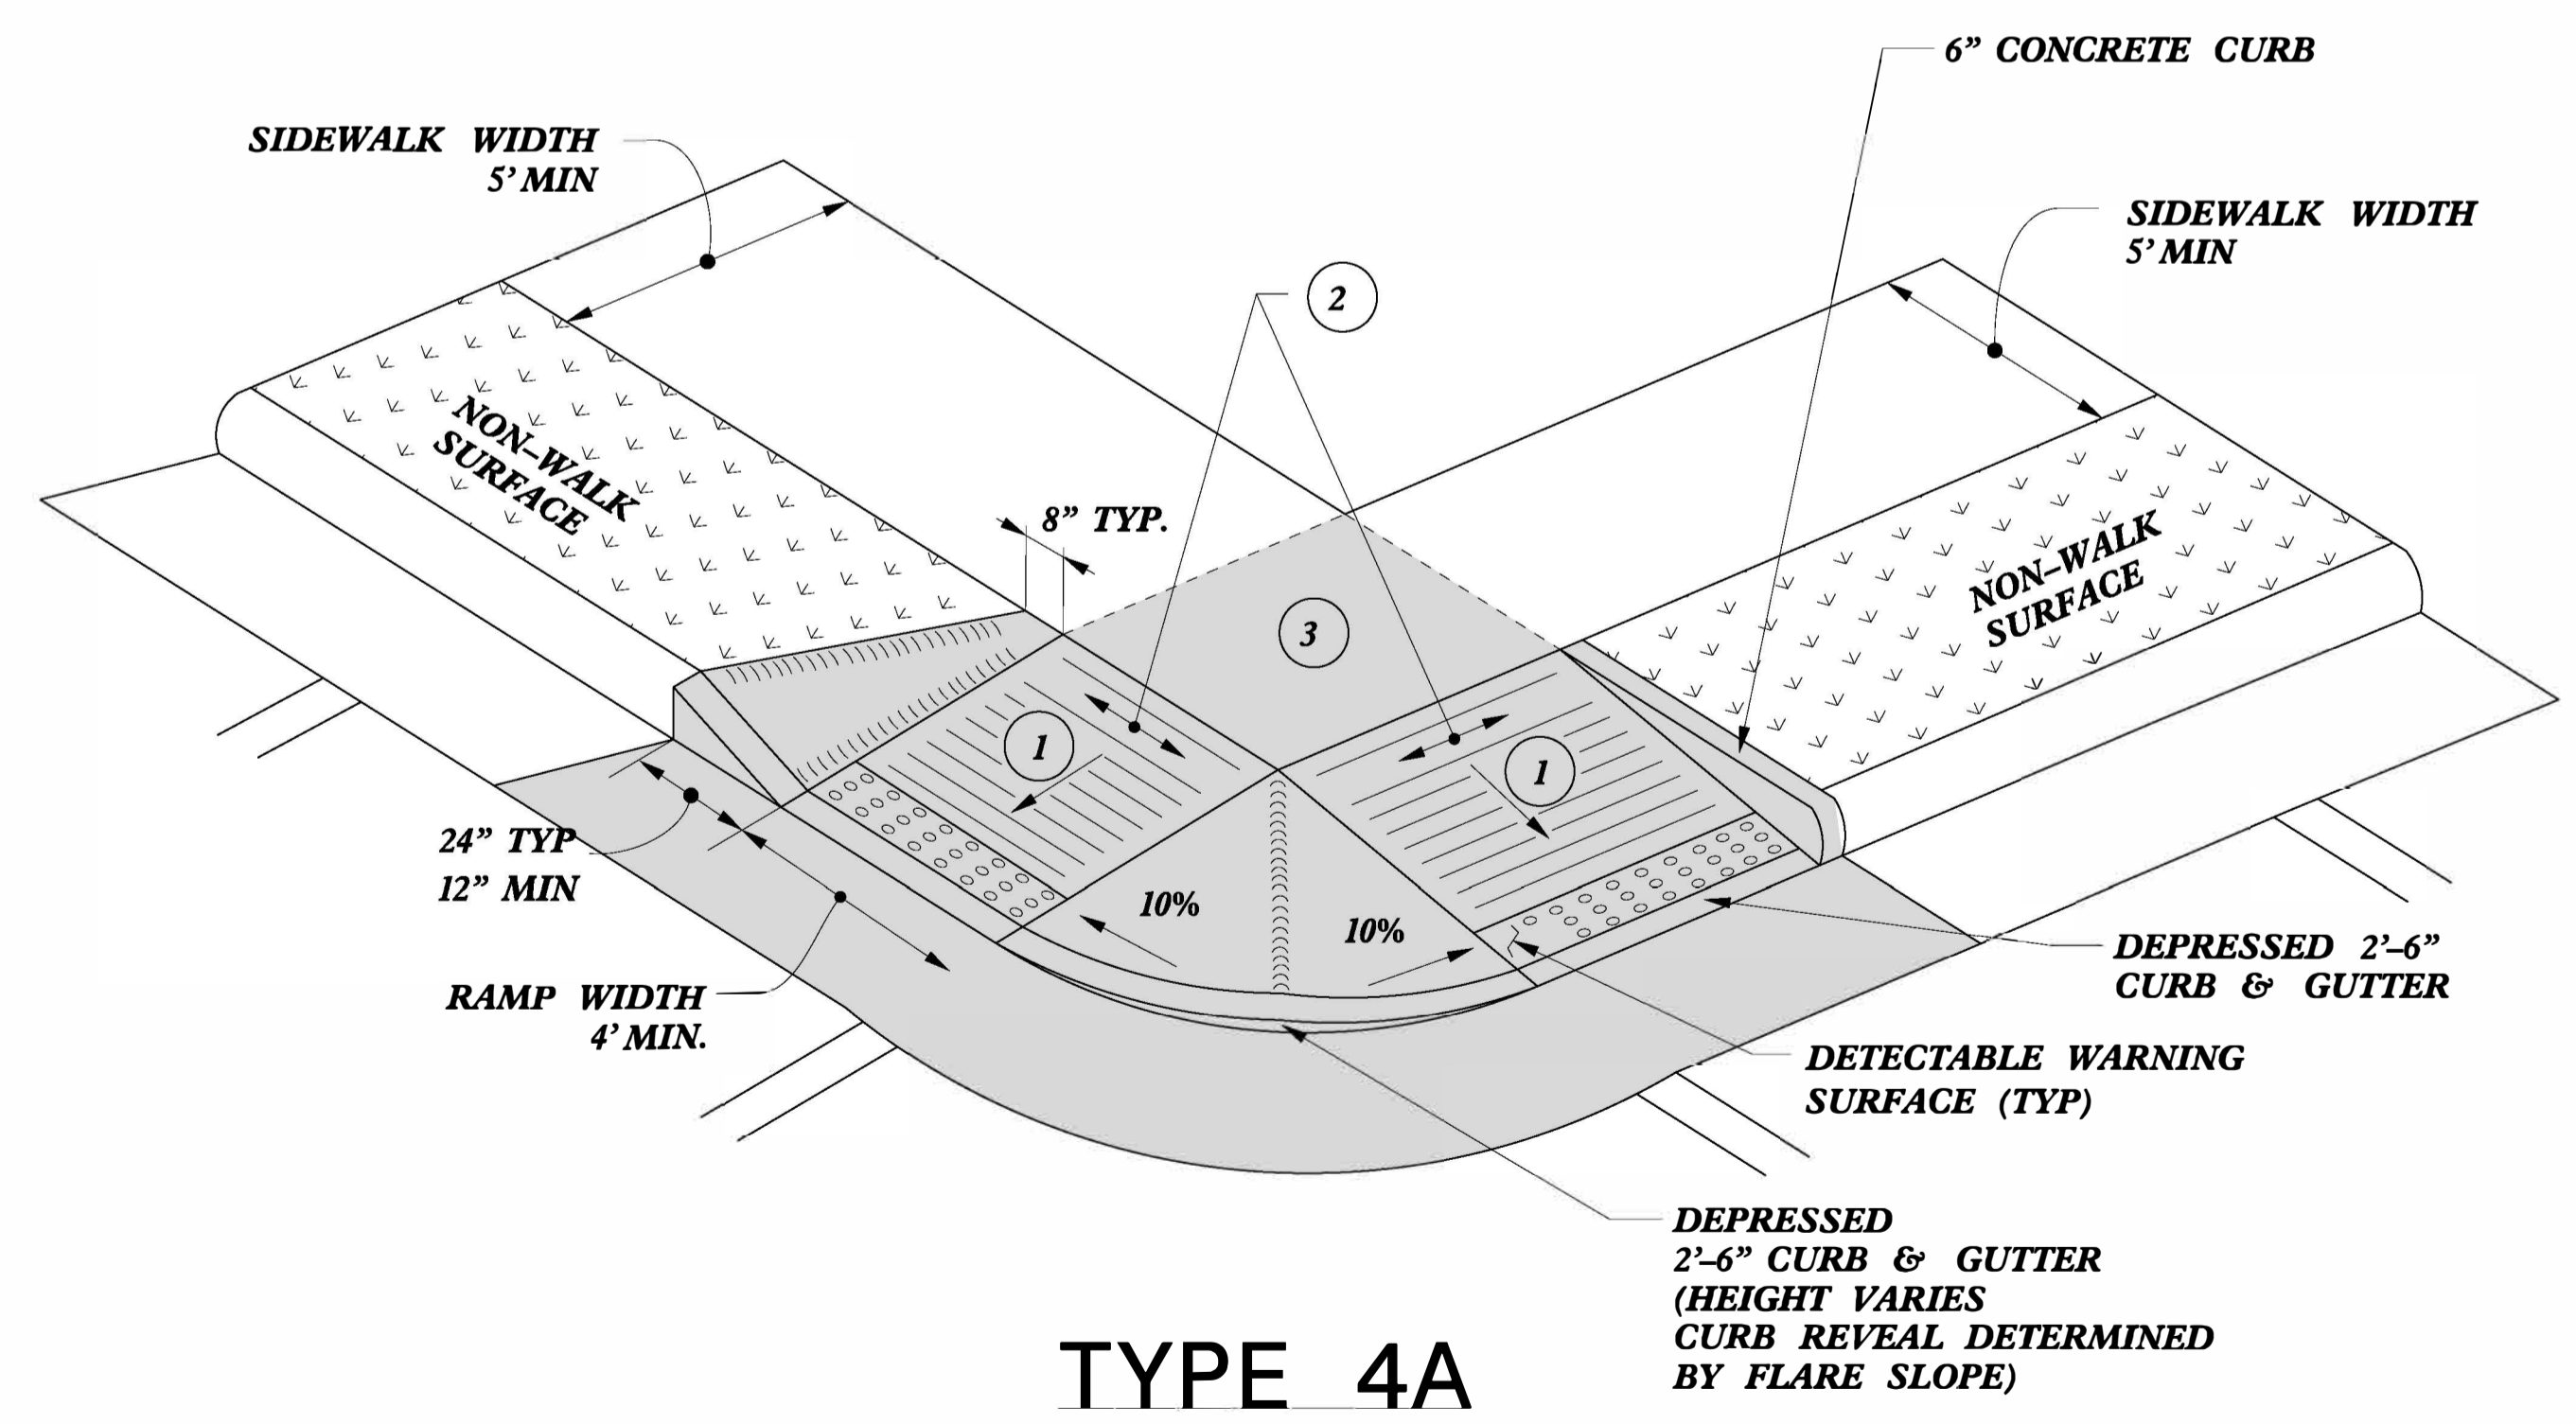 6” CONCRETE CURB
SIDEWALK WIDTH
5’ MIN
SIDEWALK WIDTH
5’ MIN
2
NON–WALK
SURFACE
8” TYP.
NON–WALK
SURFACE
3
1
1
24” TYP
12” MIN
10%
10%
RAMP WIDTH
4’ MIN.
DEPRESSED 2’–6”
CURB & GUTTER
DETECTABLE WARNING
SURFACE (TYP)
DEPRESSED
2’–6” CURB & GUTTER
(HEIGHT VARIES
CURB REVEAL DETERMINED
BY FLARE SLOPE)
TYPE 4A